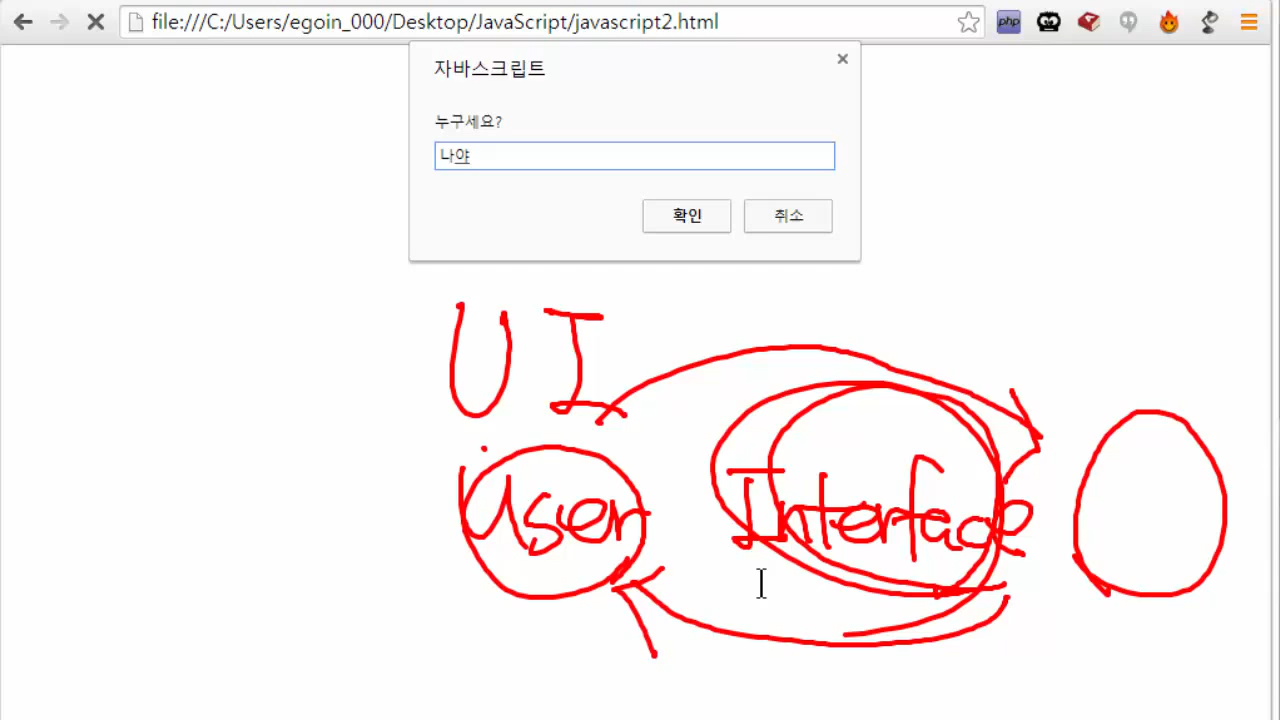 file:///C:/Users/egoin_000/Desktop/JavaScript/javascript2.html
php
자바스크립트
누구세요?
나야
확인 취소
UI
User Interface